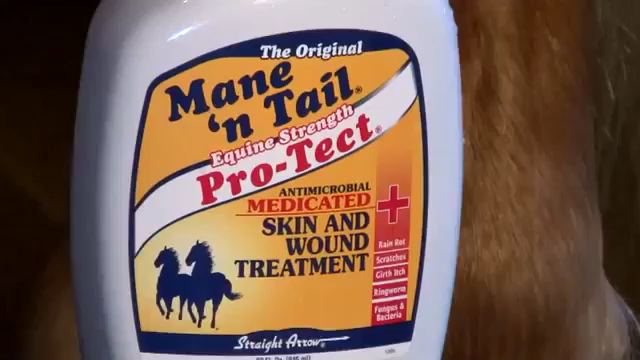 The Original
Mane
'n Tail®
Equine Strength
Pro-Tect®
ANTIMICROBIAL
MEDICATED
SKIN AND
WOUND
TREATMENT
Rain Rot
Scratches
Girth Itch
Ringworm
Fungus &
Bacteria
Straight Arrow®